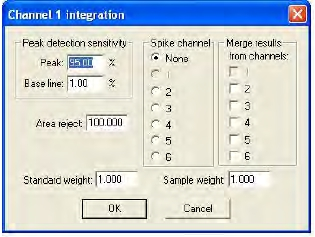 Channel 1 integration
Peak detection sensitivity
Peak: 95.00 %
Base line: 1.00 %
Area reject: 100.000
Spike channel
None
1
2
3
4
5
6
Merge results
from channels:
1
2
3
4
5
6
Standard weight: 1.000
Sample weight: 1.000
OK
Cancel